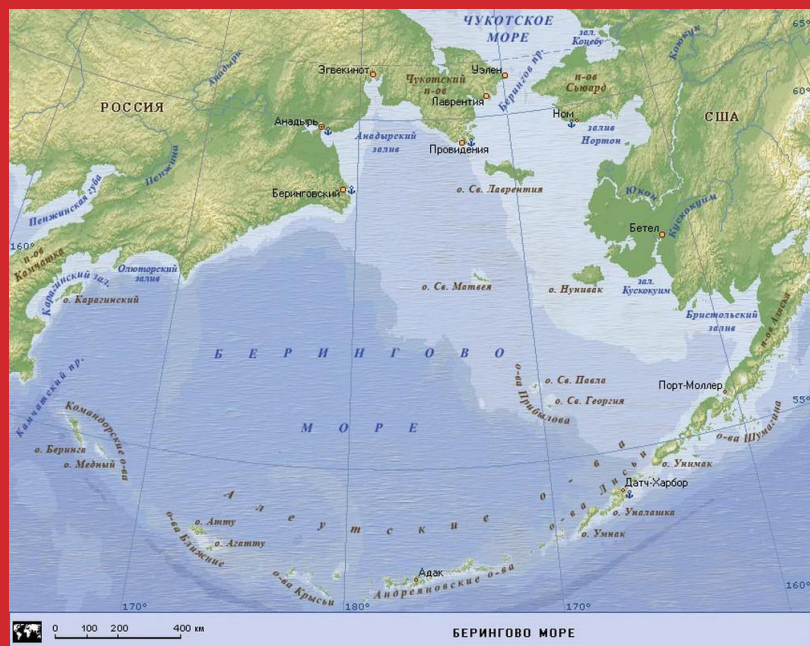 ЧУКОТСКОЕ
МОРЕ
65°
зал.
Коцебу
Коюкук
Эгвекинот
Уэлен
Анадырь
Чукотский
п-ов
Берингов пр.
п-ов
Сьюард
60°
РОССИЯ
Лаврентия
США
Анадырь
Ном
Анадырский
залив
залив
Нортон
Провидения
Пенжина
Пенжинская губа
Беринговский
о. Св. Лаврентия
Юкон
Кускокуим
Бетел
160°
п-ов
Камчатка
Карагинский зал.
Олюторский
залив
о. Карагинский
о. Св. Матвея
о. Нунивак
зал.
Кускокуим
Бристольский
залив
п-ов Аляска
БЕРИНГОВО
МОРЕ
Камчатский пр.
о. Св. Павла
о. Св. Георгия
о-ва Прибылова
Порт-Моллер
55°
Командорские о-ва
о. Беринга
о. Медный
о-ва Шумагина
о. Унимак
Алеутские о-ва
о-ва Лисьи
Датч-Харбор
о. Уналашка
о. Умнак
о. Атту
о. Агатту
о-ва Ближние
о-ва Крысьи
Адак
Андреяновские о-ва
170°
180°
170°
160°
0 100 200 400 км
БЕРИНГОВО МОРЕ